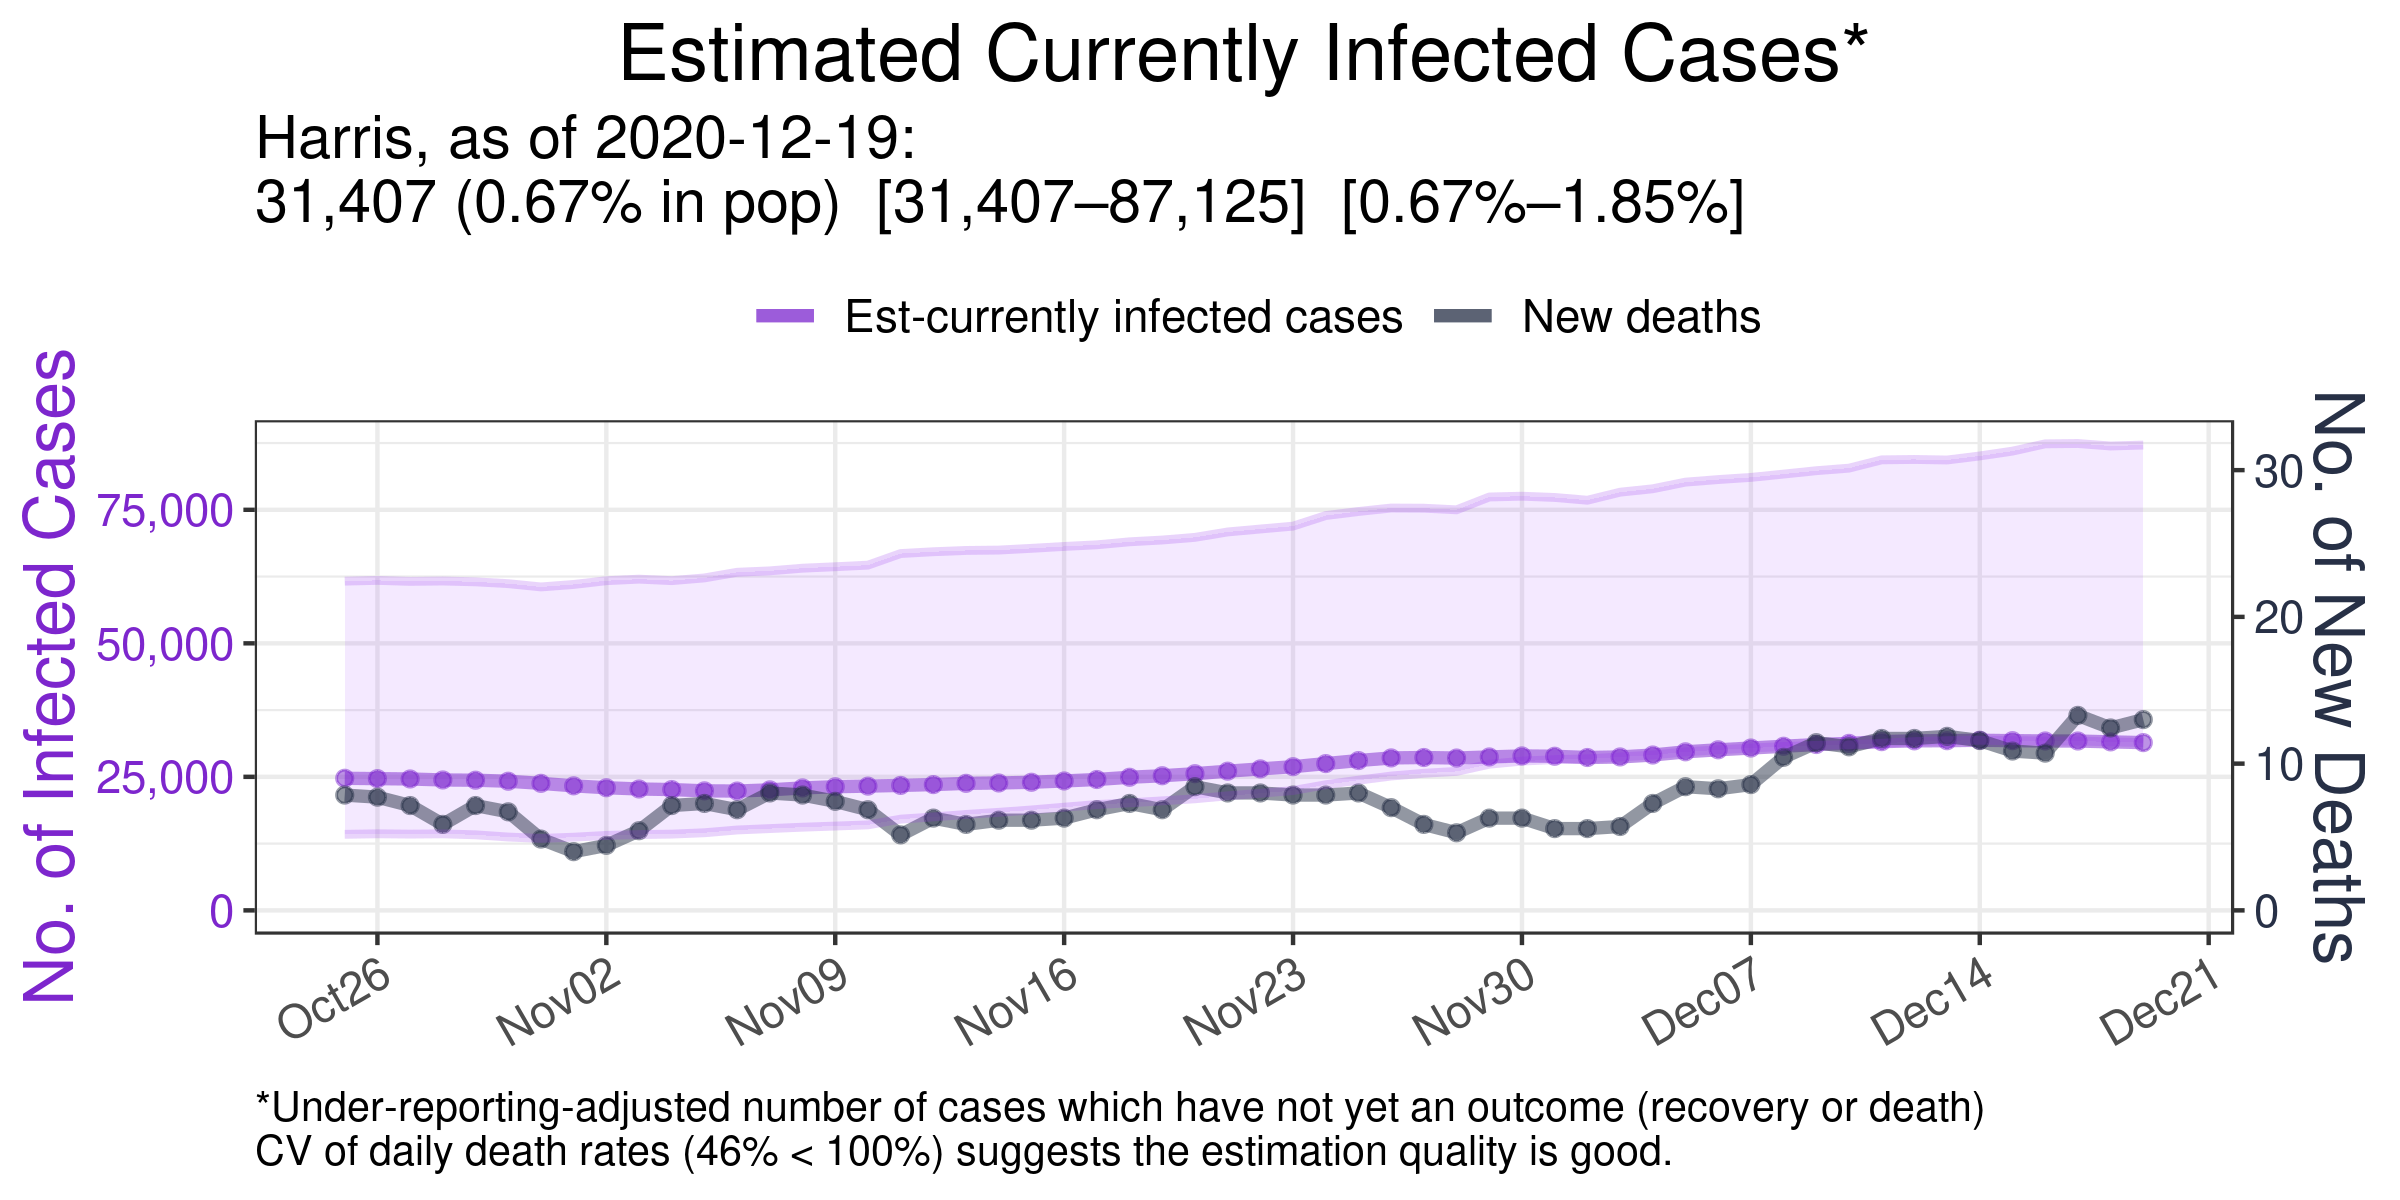 Estimated Currently Infected Cases*
Harris, as of 2020-12-19:
31,407 (0.67% in pop)  [31,407–87,125]  [0.67%–1.85%]
Est-currently infected cases
New deaths
No. of Infected Cases
75,000
50,000
25,000
0
30
20
10
0
No. of New Deaths
Oct26
Nov02
Nov09
Nov16
Nov23
Nov30
Dec07
Dec14
Dec21
*Under-reporting-adjusted number of cases which have not yet an outcome (recovery or death)
CV of daily death rates (46% < 100%) suggests the estimation quality is good.